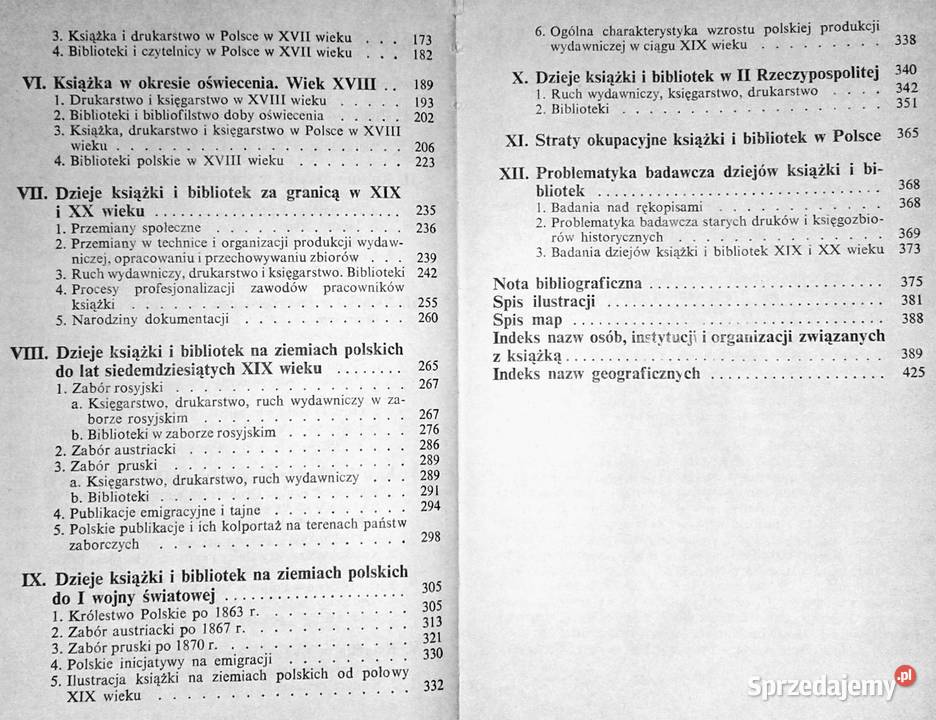 3. Książka i drukarstwo w Polsce w XVII wieku . . . 173
4. Biblioteki i czytelnicy w Polsce w XVII wieku . . . 182
VI. Książka w okresie oświecenia. Wiek XVIII . . 189
1. Drukarstwo i księgarstwo w XVIII wieku . . . . . 193
2. Biblioteki i bibliofilstwo doby oświecenia . . . . . 202
3. Książka, drukarstwo i księgarstwo w Polsce w XVIII
wieku . . . . . . . . . . . . . . . . . 206
4. Biblioteki polskie w XVIII wieku . . . . . . . . 223
VII. Dzieje książki i bibliotek za granicą w XIX
i XX wieku . . . . . . . . . . . . . . . . . . . . 235
1. Przemiany społeczne . . . . . . . . . . . . 236
2. Przemiany w technice i organizacji produkcji wydaw-
niczej, opracowaniu i przechowywaniu zbiorów . . . 239
3. Ruch wydawniczy, drukarstwo i księgarstwo. Biblioteki 242
4. Procesy profesjonalizacji zawodów pracowników
książki . . . . . . . . . . . . . . . . . 255
5. Narodziny dokumentacji . . . . . . . . . . . 260
VIII. Dzieje książki i bibliotek na ziemiach polskich
do lat siedemdziesiątych XIX wieku . . . . . . . . 265
1. Zabór rosyjski . . . . . . . . . . . . . . 267
a. Księgarstwo, drukarstwo, ruch wydawniczy w za-
borze rosyjskim . . . . . . . . . . . . . 267
b. Biblioteki w zaborze rosyjskim . . . . . . . . 276
2. Zabór austriacki . . . . . . . . . . . . . . 286
3. Zabór pruski . . . . . . . . . . . . . . . 289
a. Księgarstwo, drukarstwo, ruch wydawniczy . . . 289
b. Biblioteki . . . . . . . . . . . . . . . 291
4. Publikacje emigracyjne i tajne . . . . . . . . . 294
5. Polskie publikacje i ich kolportaż na terenach państw
zaborczych . . . . . . . . . . . . . . . . 298
IX. Dzieje książki i bibliotek na ziemiach polskich
do I wojny światowej . . . . . . . . . . . . . . . . . 305
1. Królestwo Polskie po 1863 r. . . . . . . . . . . 305
2. Zabór austriacki po 1867 r. . . . . . . . . . . 313
3. Zabór pruski po 1870 r. . . . . . . . . . . . . 321
4. Polskie inicjatywy na emigracji . . . . . . . . 330
5. Ilustracja książki na ziemiach polskich od połowy
XIX wieku . . . . . . . . . . . . . . . . 332
6. Ogólna charakterystyka wzrostu polskiej produkcji
wydawniczej w ciągu XIX wieku . . . . . . . . . 338
X. Dzieje książki i bibliotek w II Rzeczypospolitej 340
1. Ruch wydawniczy, księgarstwo, drukarstwo . . . . 342
2. Biblioteki . . . . . . . . . . . . . . . . . 351
XI. Straty okupacyjne książki i bibliotek w Polsce 365
XII. Problematyka badawcza dziejów książki i bi-
bliotek . . . . . . . . . . . . . . . . . . . . . . 368
1. Badania nad rękopisami . . . . . . . . . . . 368
2. Problematyka badawcza starych druków i księgozbio-
rów historycznych . . . . . . . . . . . . . 369
3. Badania dziejów książki i bibliotek XIX i XX wieku 373
Nota bibliograficzna . . . . . . . . . . . . . . . . . . . 375
Spis ilustracji . . . . . . . . . . . . . . . . . . . . . . . 381
Spis map . . . . . . . . . . . . . . . . . . . . . . . . . 388
Indeks nazw osób, instytucji i organizacji związanych
z książką . . . . . . . . . . . . . . . . . . . . . . . . . 389
Indeks nazw geograficznych . . . . . . . . . . . . . . . 425
Sprzedajemy.pl